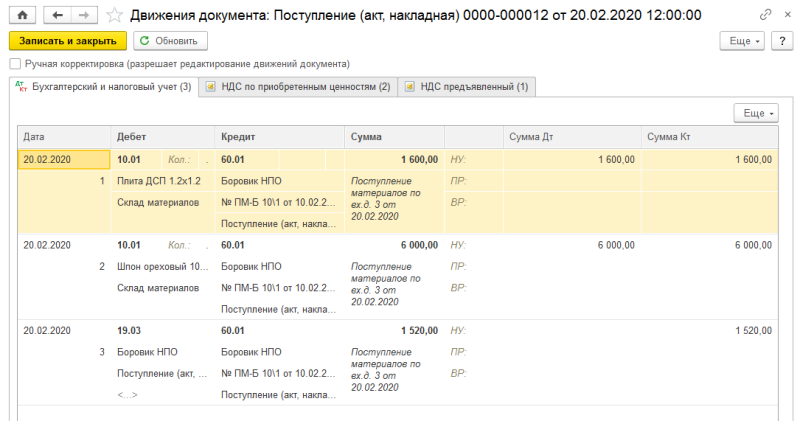 Движения документа: Поступление (акт, накладная) 0000-000012 от 20.02.2020 12:00:00
Записать и закрыть Обновить Еще ?
Ручная корректировка (разрешает редактирование движений документа)
Дт Кт Бухгалтерский и налоговый учет (3) НДС по приобретенным ценностям (2) НДС предъявленный (1)
Еще
Дата Дебет Кредит Сумма Сумма Дт Сумма Кт
20.02.2020 10.01 Кол.: . 60.01 1 600,00 НУ: 1 600,00 1 600,00
1 Плита ДСП 1.2х1.2 Боровик НПО Поступление ПР:
материалов по
Склад материалов № ПМ-Б 10\1 от 10.02.2... вх.д. 3 от ВР:
20.02.2020
Поступление (акт, накла...
20.02.2020 10.01 Кол.: . 60.01 6 000,00 НУ: 6 000,00 6 000,00
2 Шпон ореховый 10... Боровик НПО Поступление ПР:
материалов по
Склад материалов № ПМ-Б 10\1 от 10.02.2... вх.д. 3 от ВР:
20.02.2020
Поступление (акт, накла...
20.02.2020 19.03 60.01 1 520,00 НУ: 1 520,00
3 Боровик НПО Боровик НПО Поступление ПР:
материалов по
Поступление (акт, ... № ПМ-Б 10\1 от 10.02.2... вх.д. 3 от ВР:
20.02.2020
<...> Поступление (акт, накла...